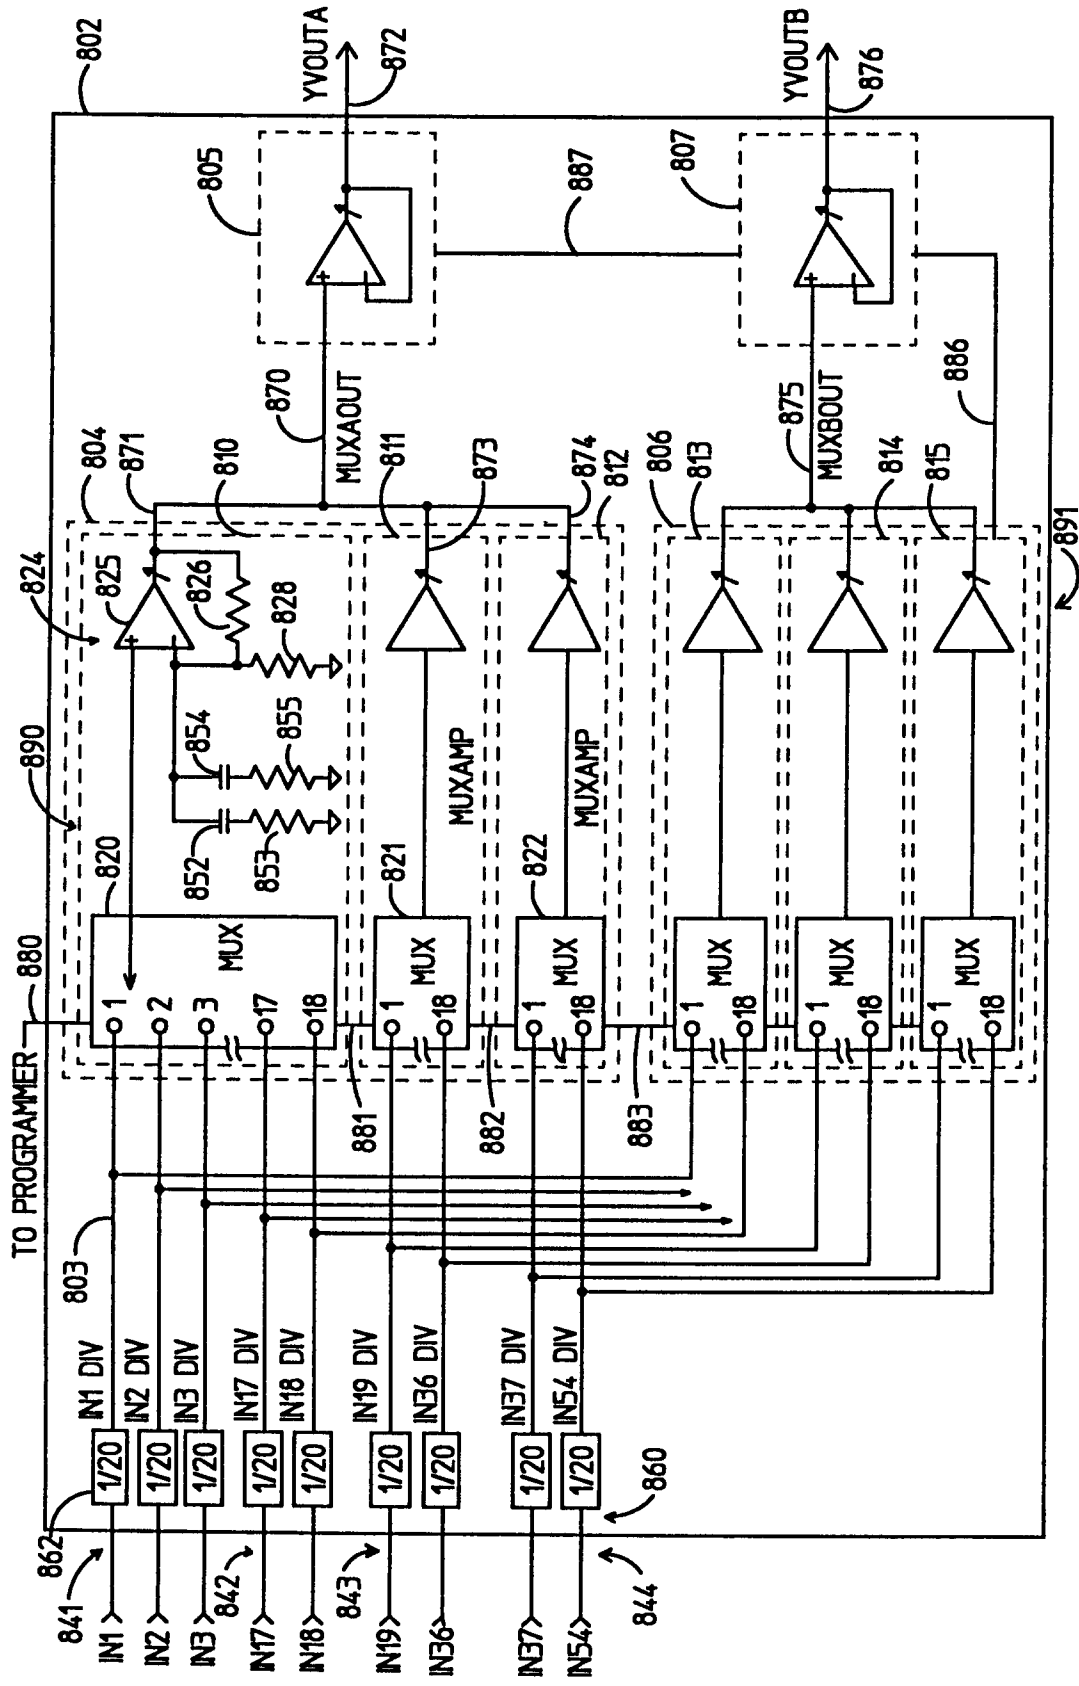 TO PROGRAMMER
880
890
824
804
871
810
870
805
YVOUTA
872
802
820
825
826
828
852
853
854
855
MUX
1
2
3
17
18
MUXAOUT
811
873
874
812
887
821
MUX
1
18
MUXAMP
822
MUX
1
18
MUXAMP
881
882
883
806
813
875
MUXBOUT
814
815
886
807
YVOUTB
876
891
MUX
1
18
MUX
1
18
MUX
1
18
803
862
841
IN1
1/20
IN1 DIV
IN2
1/20
IN2 DIV
IN3
1/20
IN3 DIV
842
IN17
1/20
IN17 DIV
IN18
1/20
IN18 DIV
843
IN19
1/20
IN19 DIV
IN36
1/20
IN36 DIV
IN37
1/20
IN37 DIV
IN54
1/20
IN54 DIV
844
860